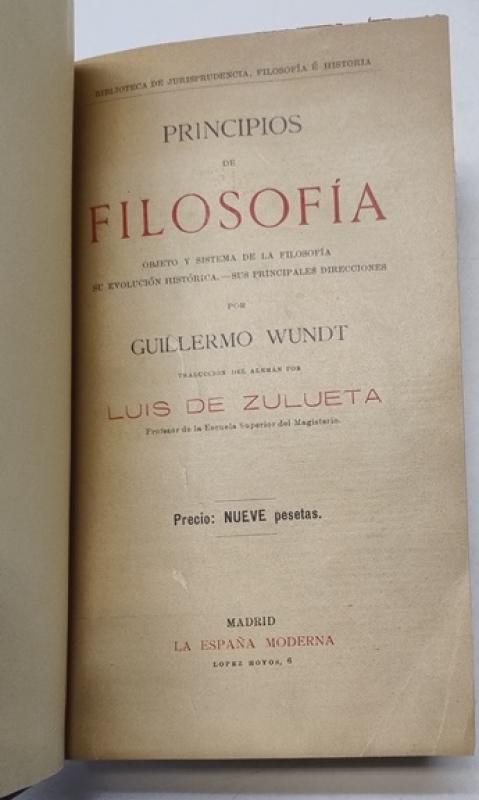 BIBLIOTECA DE JURISPRUDENCIA, FILOSOFÍA É HISTORIA
PRINCIPIOS
DE
FILOSOFÍA
OBJETO Y SISTEMA DE LA FILOSOFÍA
SU EVOLUCIÓN HISTÓRICA.—SUS PRINCIPALES DIRECCIONES
POR
GUILLERMO WUNDT
TRADUCCIÓN DEL ALEMÁN POR
LUIS DE ZULUETA
Profesor de la Escuela Superior del Magisterio.
Precio: NUEVE pesetas.
MADRID
LA ESPAÑA MODERNA
LOPEZ HOYOS, 6